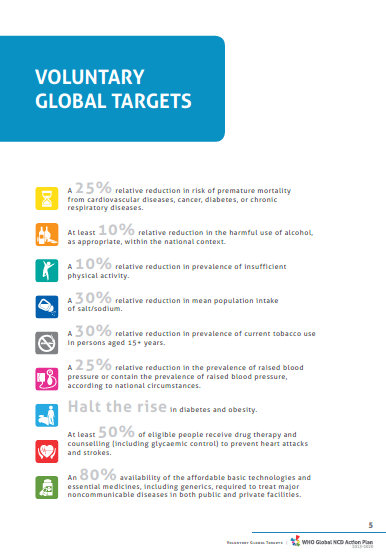 VOLUNTARY
GLOBAL TARGETS
A 25% relative reduction in risk of premature mortality
from cardiovascular diseases, cancer, diabetes, or chronic
respiratory diseases.
At least 10% relative reduction in the harmful use of alcohol,
as appropriate, within the national context.
A 10% relative reduction in prevalence of insufficient
physical activity.
A 30% relative reduction in mean population intake
of salt/sodium.
A 30% relative reduction in prevalence of current tobacco use
in persons aged 15+ years.
A 25% relative reduction in the prevalence of raised blood
pressure or contain the prevalence of raised blood pressure,
according to national circumstances.
Halt the rise in diabetes and obesity.
At least 50% of eligible people receive drug therapy and
counselling (including glycaemic control) to prevent heart attacks
and strokes.
An 80% availability of the affordable basic technologies and
essential medicines, including generics, required to treat major
noncommunicable diseases in both public and private facilities.
5
Voluntary Global Targets WHO Global NCD Action Plan
2013-2020